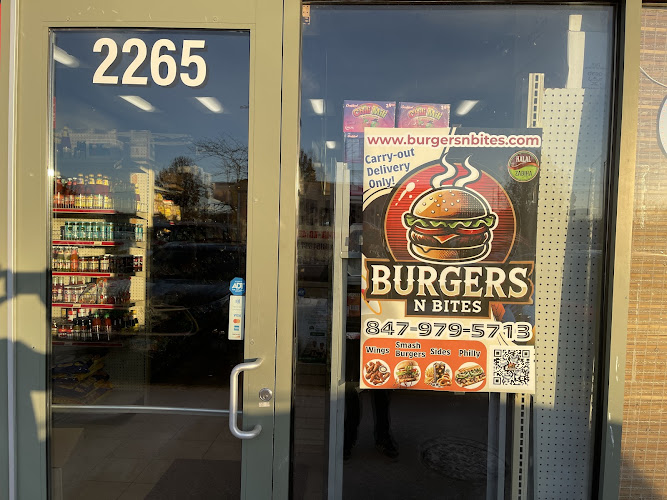 2265
www.burgersnbites.com
Carry-out
Delivery
Only!
HALAL
BURGERS
N BITES
847-979-5713
Wings
Smash
Burgers
Sides
Philly
ADT